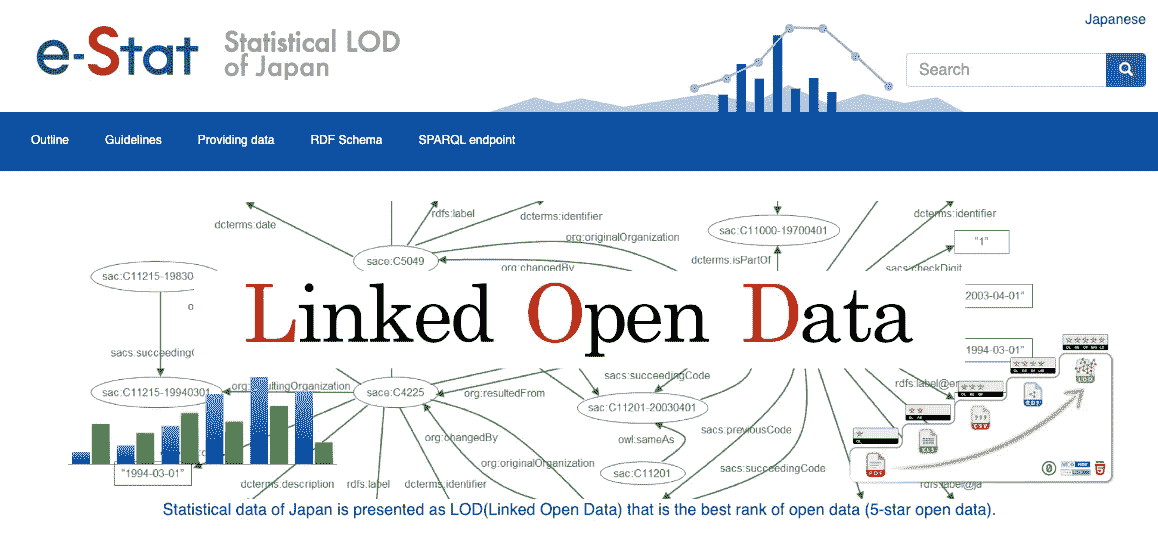 Japanese
e-Stat
Statistical LOD
of Japan
Search
Outline
Guidelines
Providing data
RDF Schema
SPARQL endpoint
dcterms:date
rdfs:label
dcterms:identifier
dcterms:identifier
org:originalOrganization
sac:C11000-19700401
"1"
saco:C5049
org:changedBy
dcterms:isPartOf
sacs:checkDigit
sac:C11215-19830
2003-04-01"
Linked Open Data
sacs:succeeding
1994-03-01"
sacs:succeedingCode
sac:C11215-19940301
org:resultingOrganization
saco:C4225
org:resultedFrom
rdfs:label@en
sac:C11201-20030401
org:changedBy
owl:sameAs
sacs:previousCode
"1994-03-01"
org:originalOrganization
sac:C11201
sacs:succeedingCode
dcterms:description
rdfs:label
dcterms:identifier
rdfs:label@ja
LOD
RDF
CSV
XLS
PDF
Statistical data of Japan is presented as LOD(Linked Open Data) that is the best rank of open data (5-star open data).